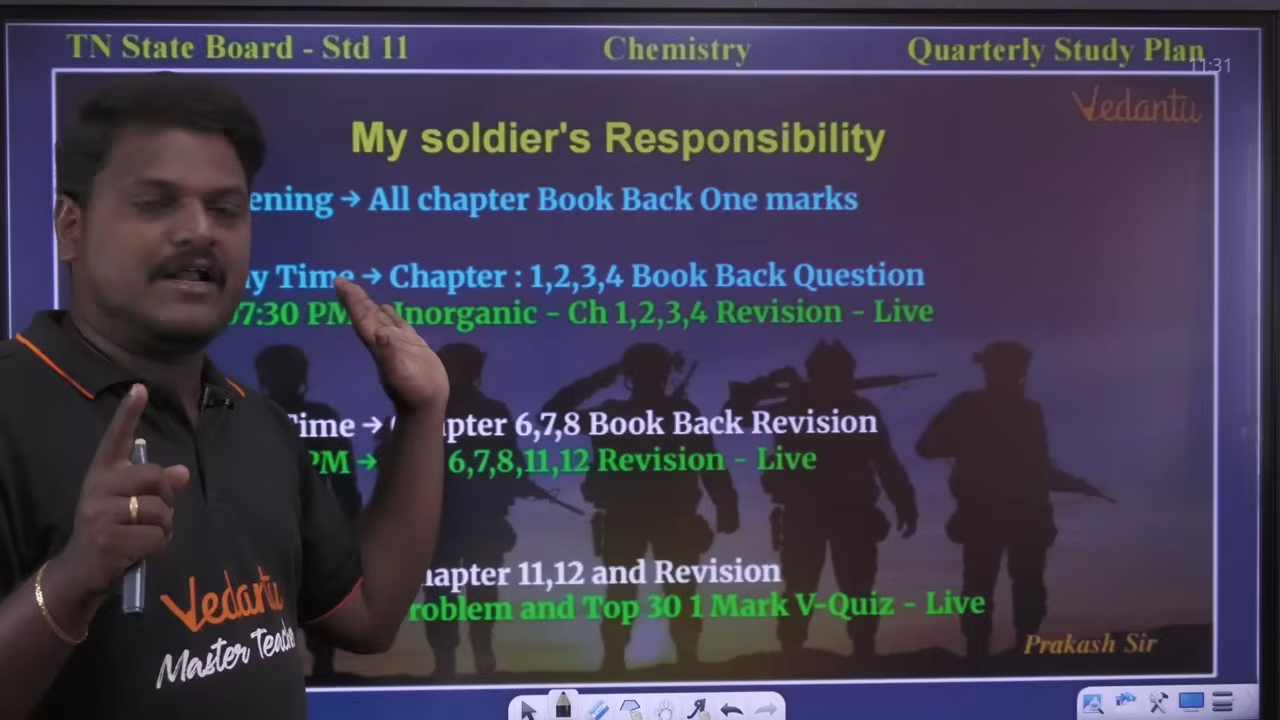 TN State Board - Std 11 Chemistry Quarterly Study Plan
11:31
Vedantu
My soldier's Responsibility
ening → All chapter Book Back One marks
y Time → Chapter : 1,2,3,4 Book Back Question
07:30 PM Inorganic - Ch 1,2,3,4 Revision - Live
Time → Chapter 6,7,8 Book Back Revision
PM → 6,7,8,11,12 Revision - Live
hapter 11,12 and Revision
roblem and Top 30 1 Mark V-Quiz - Live
Prakash Sir
Vedantu
Master Teacher